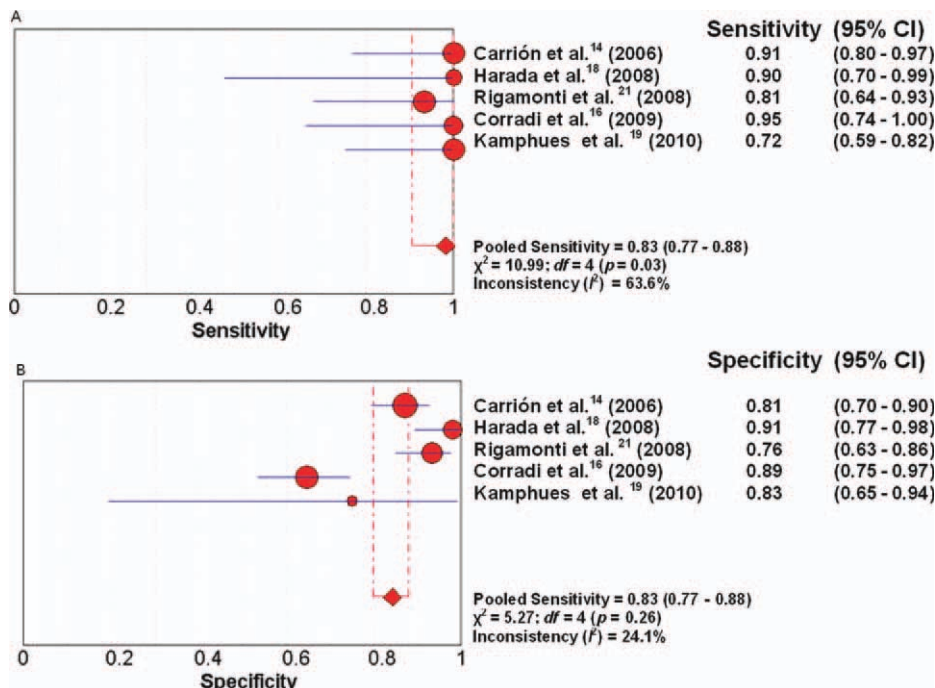 A
Sensitivity (95% CI)
Carrión et al.14 (2006) 0.91 (0.80 - 0.97)
Harada et al.18 (2008) 0.90 (0.70 - 0.99)
Rigamonti et al. 21 (2008) 0.81 (0.64 - 0.93)
Corradi et al.16 (2009) 0.95 (0.74 - 1.00)
Kamphues et al. 19 (2010) 0.72 (0.59 - 0.82)
Pooled Sensitivity = 0.83 (0.77 - 0.88)
χ2 = 10.99; df = 4 (p = 0.03)
Inconsistency (I2) = 63.6%
0 0.2 0.4 0.6 0.8 1
Sensitivity
B
Specificity (95% CI)
Carrión et al.14 (2006) 0.81 (0.70 - 0.90)
Harada et al.18 (2008) 0.91 (0.77 - 0.98)
Rigamonti et al. 21 (2008) 0.76 (0.63 - 0.86)
Corradi et al.16 (2009) 0.89 (0.75 - 0.97)
Kamphues et al. 19 (2010) 0.83 (0.65 - 0.94)
Pooled Sensitivity = 0.83 (0.77 - 0.88)
χ2 = 5.27; df = 4 (p = 0.26)
Inconsistency (I2) = 24.1%
0 0.2 0.4 0.6 0.8 1
Specificity